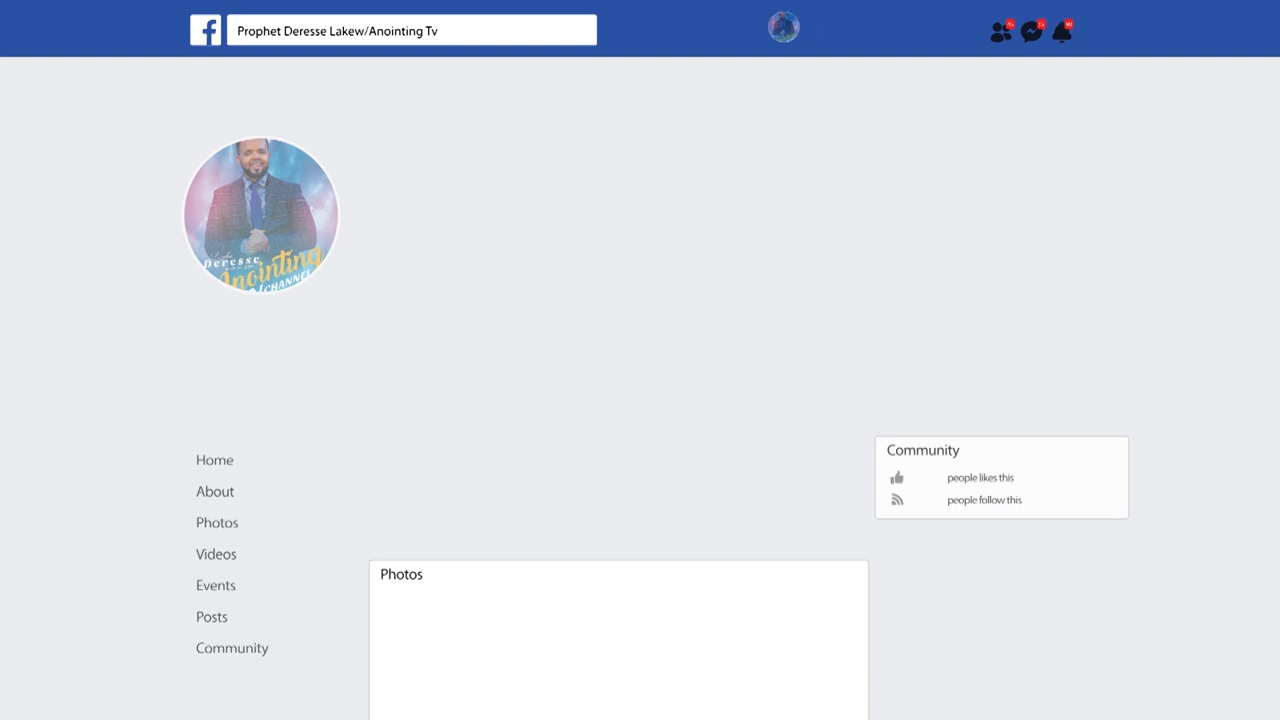 Prophet Deresse Lakew/Anointing Tv
Deresse
Anointing
CHANNEL
Home
About
Photos
Videos
Events
Posts
Community
Community
people likes this
people follow this
Photos